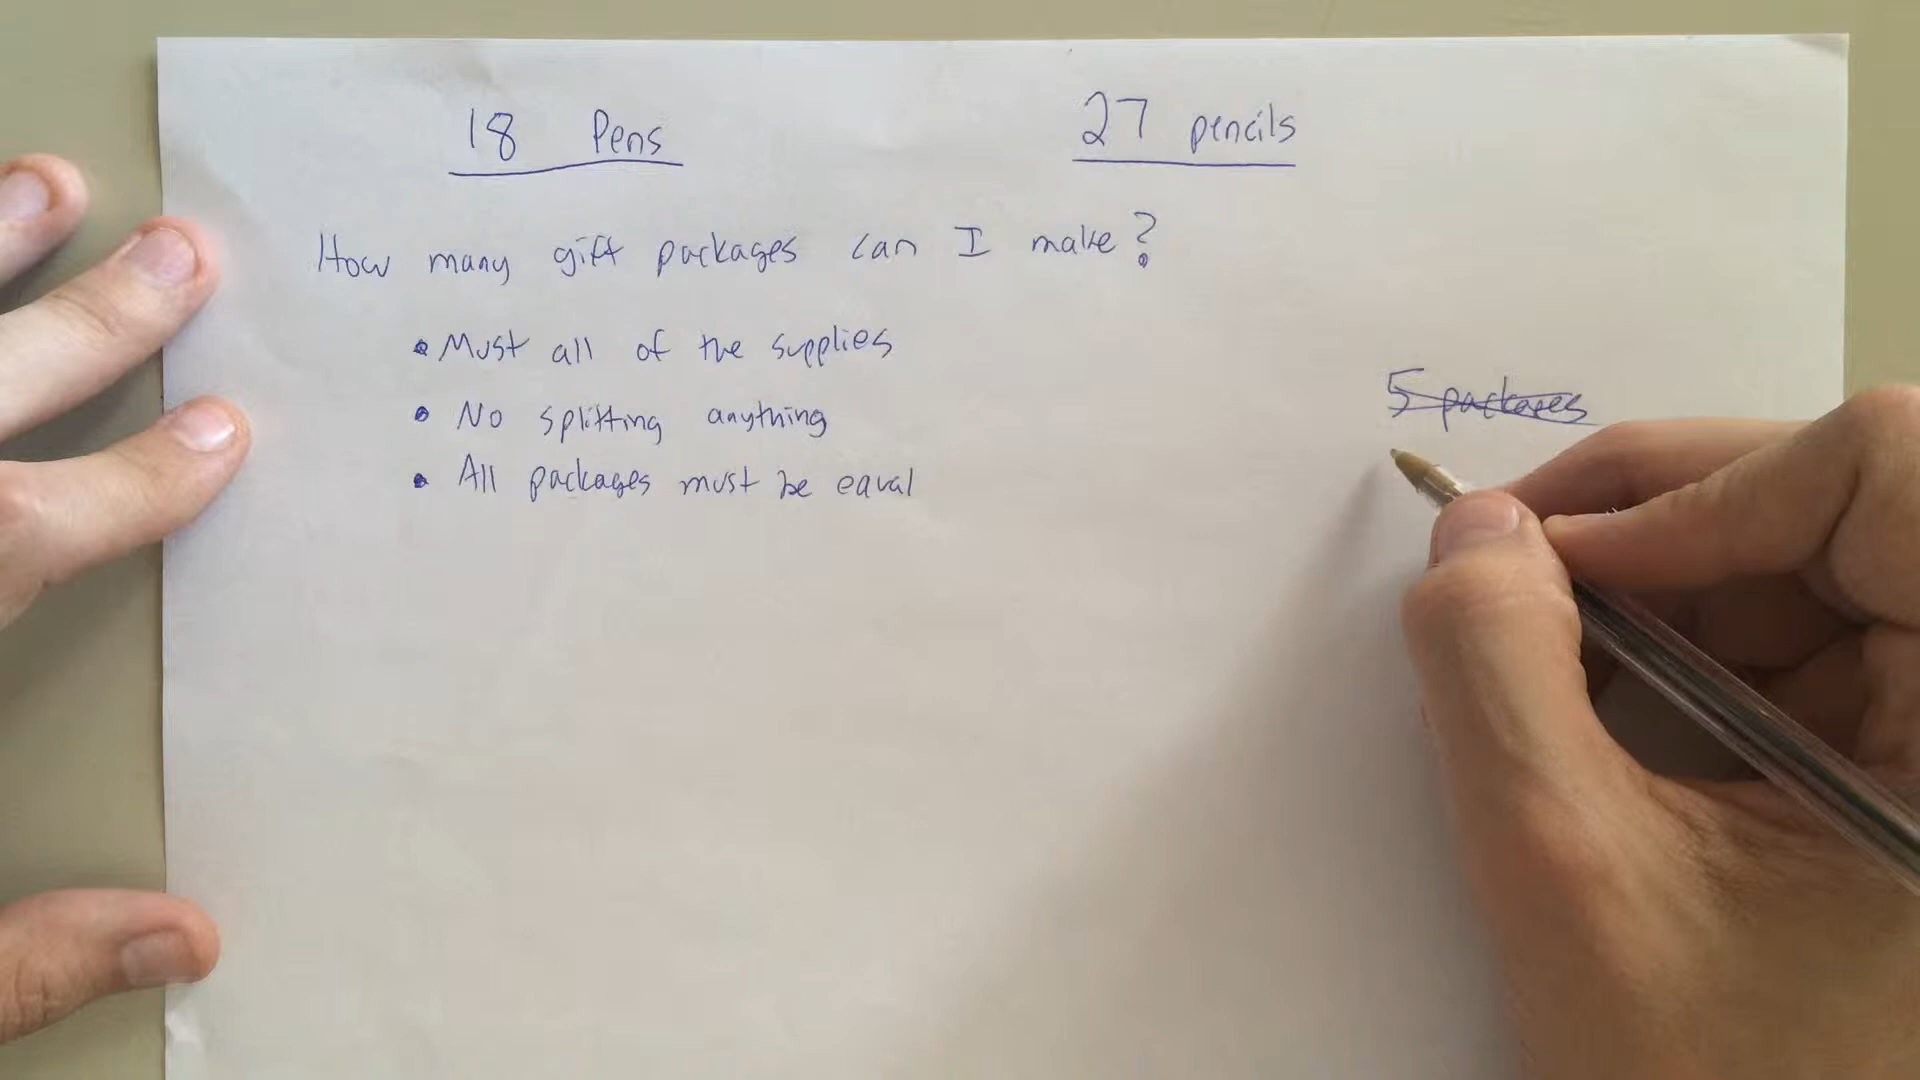 18 Pens
27 pencils
How many gift packages can I make?
• Must all of the supplies
• No splitting anything
• All packages must be equal
5 packages